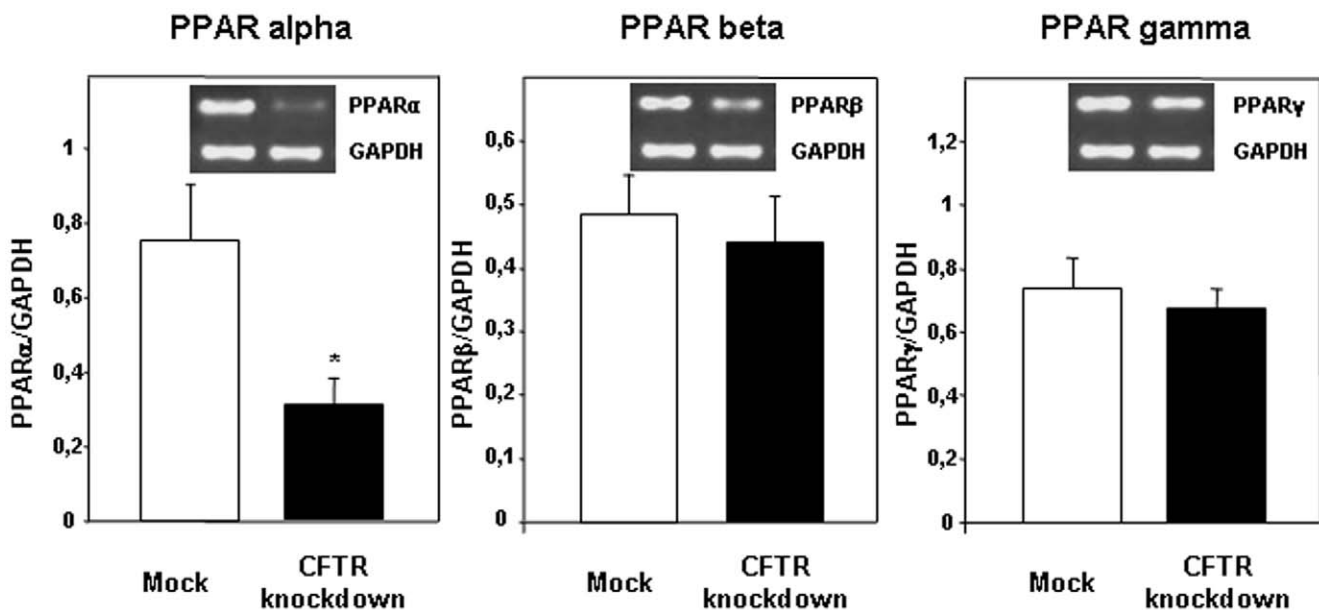 PPAR alpha
PPARα
GAPDH
PPARα/GAPDH
1
0,8
0,6
0,4
0,2
0
*
Mock
CFTR
knockdown
PPAR beta
PPARβ
GAPDH
PPARβ/GAPDH
0,6
0,5
0,4
0,3
0,2
0,1
0
Mock
CFTR
knockdown
PPAR gamma
PPARγ
GAPDH
PPARγ/GAPDH
1,2
1
0,8
0,6
0,4
0,2
0
Mock
CFTR
knockdown